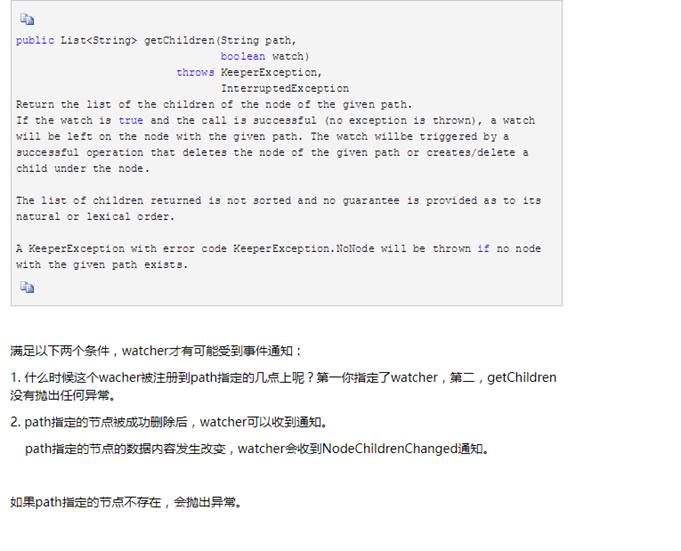 public List<String> getChildren(String path,
boolean watch)
throws KeeperException,
InterruptedException
Return the list of the children of the node of the given path.
If the watch is true and the call is successful (no exception is thrown), a watch
will be left on the node with the given path. The watch willbe triggered by a
successful operation that deletes the node of the given path or creates/delete a
child under the node.
The list of children returned is not sorted and no guarantee is provided as to its
natural or lexical order.
A KeeperException with error code KeeperException.NoNode will be thrown if no node
with the given path exists.
满足以下两个条件，watcher才有可能受到事件通知：
1. 什么时候这个wacher被注册到path指定的几点上呢？第一你指定了watcher，第二，getChildren
没有抛出任何异常。
2. path指定的节点被成功删除后，watcher可以收到通知。
path指定的节点的数据内容发生改变，watcher会收到NodeChildrenChanged通知。
如果path指定的节点不存在，会抛出异常。